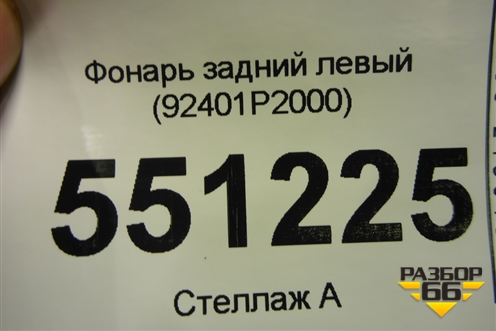 Фонарь задний левый
(92401P2000)
551225
Стеллаж А
РАЗБОР
66